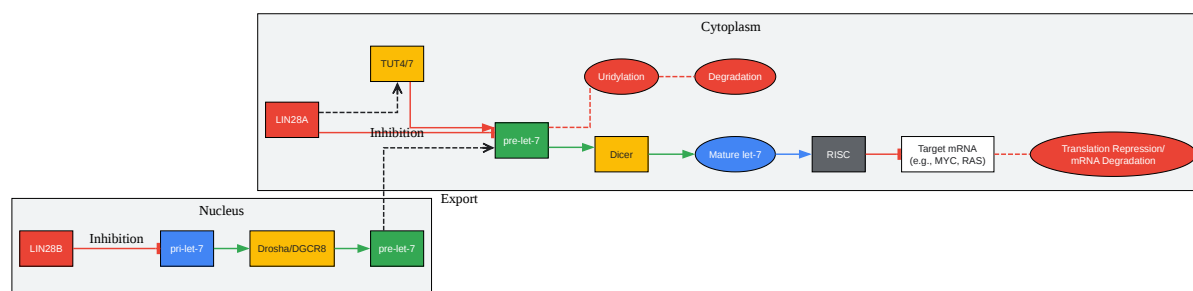 Cytoplasm
TUT4/7
Uridylation
Degradation
LIN28A
Inhibition
pre-let-7
Dicer
Mature let-7
RISC
Target mRNA
(e.g., MYC, RAS)
Translation Repression/
mRNA Degradation
Export
Nucleus
LIN28B
Inhibition
pri-let-7
Drosha/DGCR8
pre-let-7